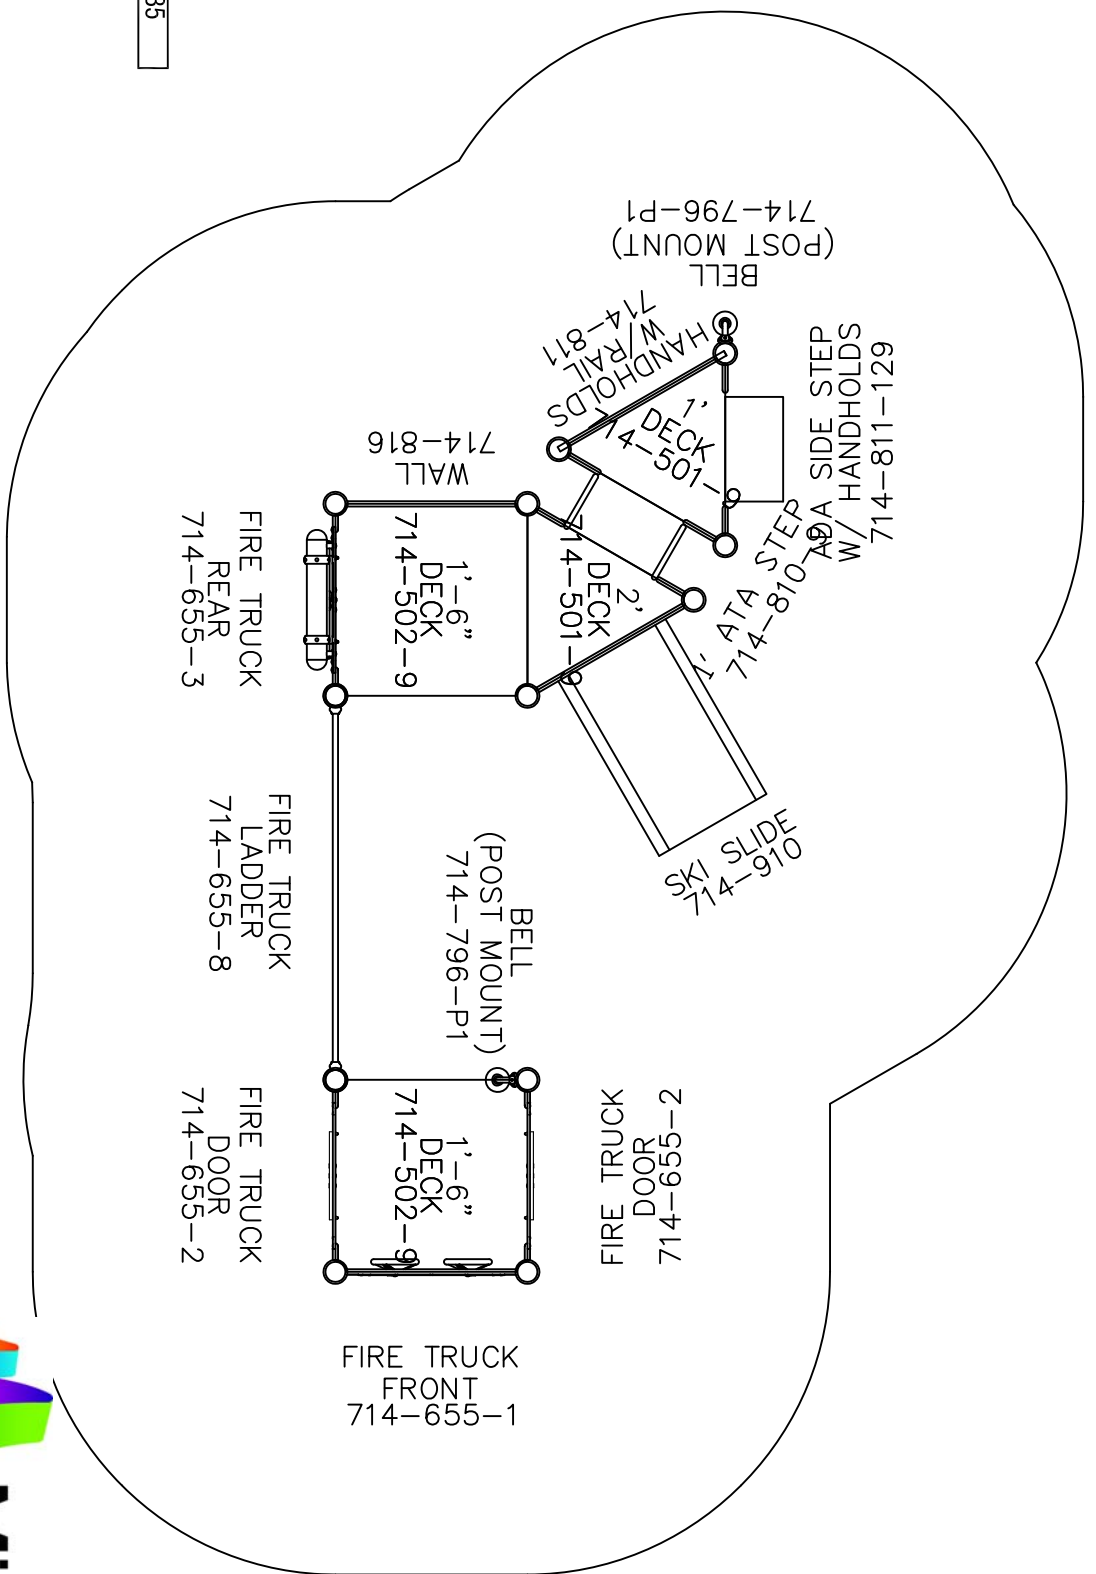 35
BELL
(POST MOUNT)
714-796-P1
HANDHOLDS
W/RAIL
714-811
1'
DECK
714-501-9
ADA SIDE STEP
W/ HANDHOLDS
714-811-129
WALL
714-816
1' ATA STEP
714-810-9
FIRE TRUCK
REAR
714-655-3
1'-6"
DECK
714-502-9
2'
DECK
714-501-9
SKI SLIDE
714-910
FIRE TRUCK
LADDER
714-655-8
BELL
(POST MOUNT)
714-796-P1
FIRE TRUCK
DOOR
714-655-2
1'-6"
DECK
714-502-9
FIRE TRUCK
DOOR
714-655-2
FIRE TRUCK
FRONT
714-655-1